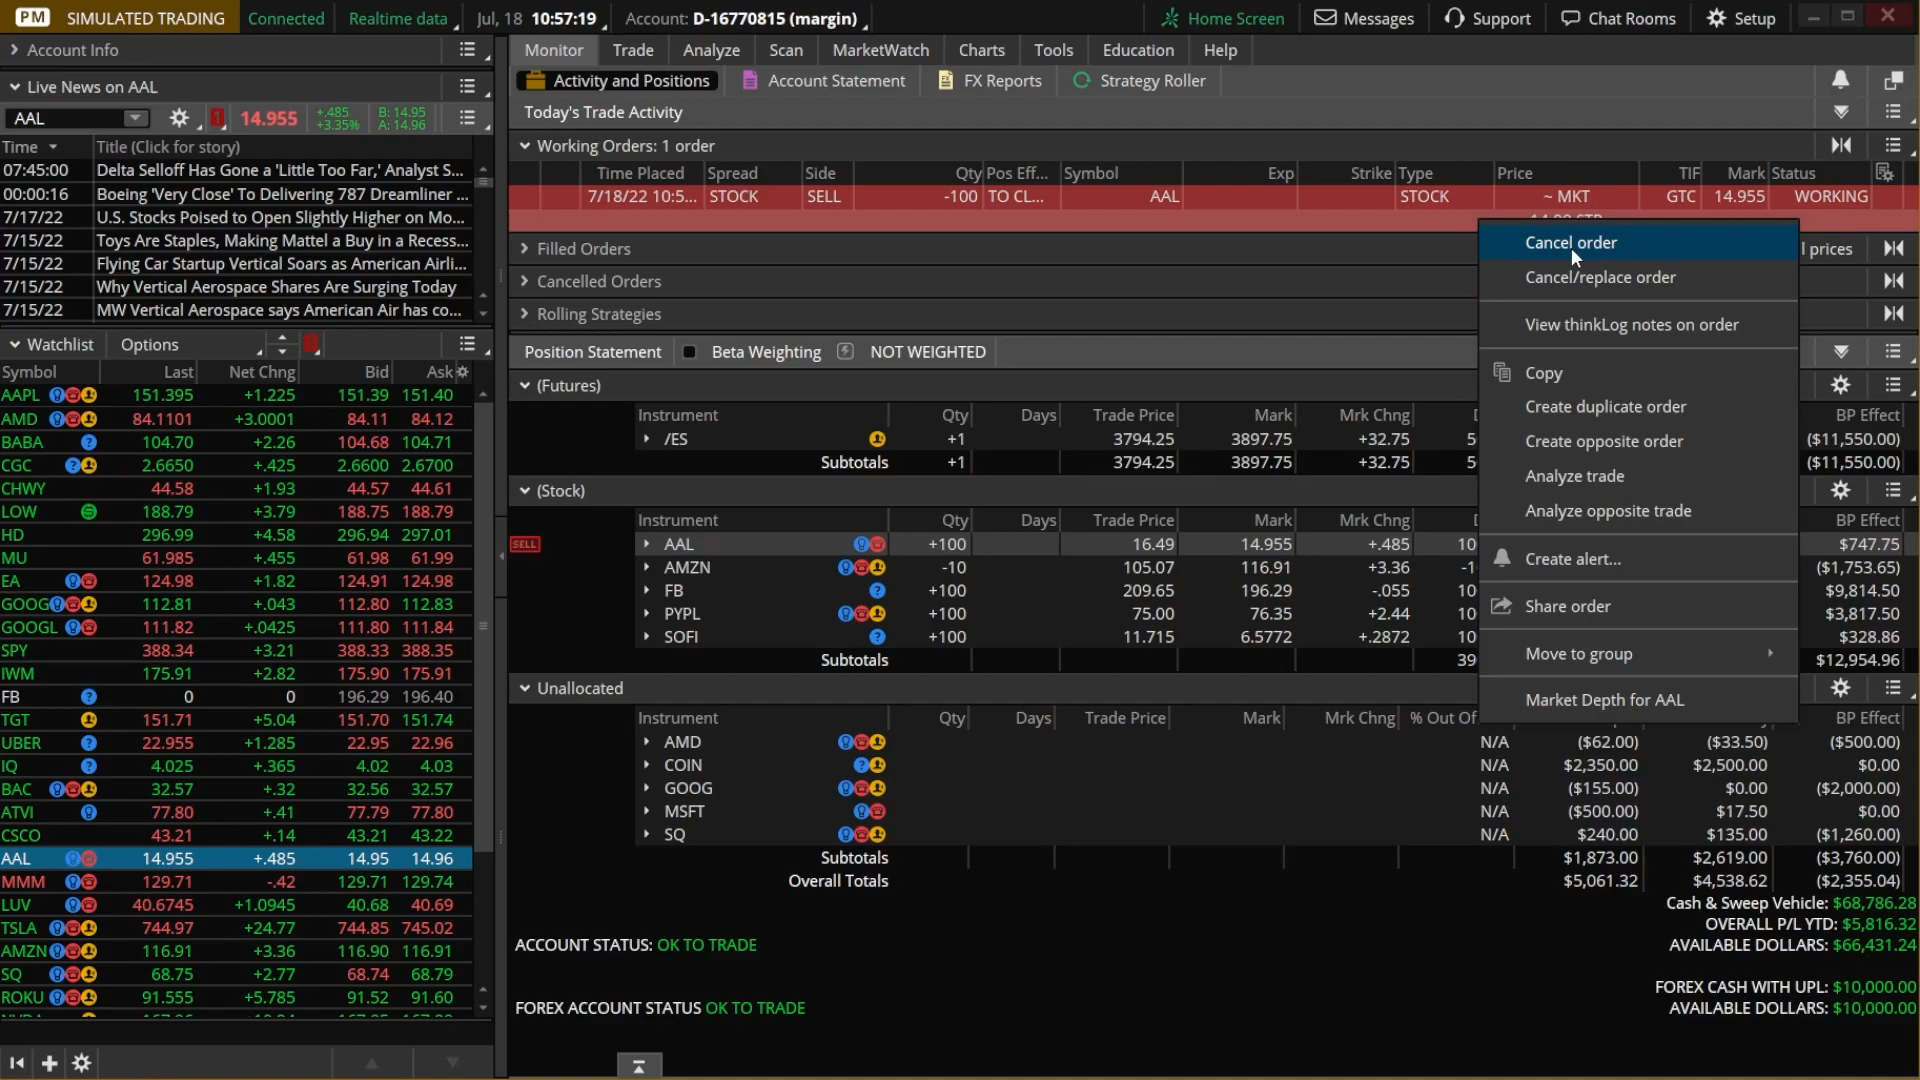 PM SIMULATED TRADING Connected Realtime data Jul, 18 10:57:19 Account: D-16770815 (margin) Home Screen Messages Support Chat Rooms Setup
Account Info
Monitor Trade Analyze Scan MarketWatch Charts Tools Education Help
Live News on AAL
Activity and Positions Account Statement FX Reports Strategy Roller
AAL 1 14.955 +.485 +3.35% B: 14.95 A: 14.96
Today's Trade Activity
Time Title (Click for story)
07:45:00 Delta Selloff Has Gone a 'Little Too Far,' Analyst S...
00:00:16 Boeing 'Very Close' To Delivering 787 Dreamliner ...
7/17/22 U.S. Stocks Poised to Open Slightly Higher on Mo...
7/15/22 Toys Are Staples, Making Mattel a Buy in a Recess...
7/15/22 Flying Car Startup Vertical Soars as American Airli...
7/15/22 Why Vertical Aerospace Shares Are Surging Today
7/15/22 MW Vertical Aerospace says American Air has co...
Watchlist Options
Symbol Last Net Chng Bid Ask
AAPL 151.395 +1.225 151.39 151.40
AMD 84.1101 +3.0001 84.11 84.12
BABA 104.70 +2.26 104.68 104.71
CGC 2.6650 +.425 2.6600 2.6700
CHWY 44.58 +1.93 44.57 44.61
LOW 188.79 +3.79 188.75 188.79
HD 296.99 +4.58 296.94 297.01
MU 61.985 +.455 61.98 61.99
EA 124.98 +1.82 124.91 124.98
GOOG 112.81 +.043 112.80 112.83
GOOGL 111.82 +.0425 111.80 111.84
SPY 388.34 +3.21 388.33 388.35
IWM 175.91 +2.82 175.90 175.91
FB 0 0 196.29 196.40
TGT 151.71 +5.04 151.70 151.74
UBER 22.955 +1.285 22.95 22.96
IQ 4.025 +.365 4.02 4.03
BAC 32.57 +.32 32.56 32.57
ATVI 77.80 +.41 77.79 77.80
CSCO 43.21 +.14 43.21 43.22
AAL 14.955 +.485 14.95 14.96
MMM 129.71 -.42 129.71 129.74
LUV 40.6745 +1.0945 40.68 40.69
TSLA 744.97 +24.77 744.85 745.02
AMZN 116.91 +3.36 116.90 116.91
SQ 68.75 +2.77 68.74 68.79
ROKU 91.555 +5.785 91.52 91.60
Working Orders: 1 order
Time Placed Spread Side Qty Pos Eff... Symbol Exp Strike Type Price TIF Mark Status
7/18/22 10:5... STOCK SELL -100 TO CL... AAL STOCK ~ MKT GTC 14.955 WORKING
Filled Orders l prices
Cancelled Orders
Rolling Strategies
Position Statement Beta Weighting NOT WEIGHTED
(Futures)
Instrument Qty Days Trade Price Mark Mrk Chng BP Effect
/ES +1 3794.25 3897.75 +32.75 5 ($11,550.00)
Subtotals +1 3794.25 3897.75 +32.75 5 ($11,550.00)
(Stock)
Instrument Qty Days Trade Price Mark Mrk Chng BP Effect
SELL AAL +100 16.49 14.955 +.485 10 $747.75
AMZN -10 105.07 116.91 +3.36 -1 ($1,753.65)
FB +100 209.65 196.29 -.055 10 $9,814.50
PYPL +100 75.00 76.35 +2.44 10 $3,817.50
SOFI +100 11.715 6.5772 +.2872 10 $328.86
Subtotals 39 $12,954.96
Unallocated
Instrument Qty Days Trade Price Mark Mrk Chng % Out Of BP Effect
AMD N/A ($62.00) ($33.50) ($500.00)
COIN N/A $2,350.00 $2,500.00 $0.00
GOOG N/A ($155.00) $0.00 ($2,000.00)
MSFT N/A ($500.00) $17.50 $0.00
SQ N/A $240.00 $135.00 ($1,260.00)
Subtotals $1,873.00 $2,619.00 ($3,760.00)
Overall Totals $5,061.32 $4,538.62 ($2,355.04)
Cash & Sweep Vehicle: $68,786.28
OVERALL P/L YTD: $5,816.32
ACCOUNT STATUS: OK TO TRADE AVAILABLE DOLLARS: $66,431.24
FOREX CASH WITH UPL: $10,000.00
FOREX ACCOUNT STATUS OK TO TRADE AVAILABLE DOLLARS: $10,000.00
Cancel order
Cancel/replace order
View thinkLog notes on order
Copy
Create duplicate order
Create opposite order
Analyze trade
Analyze opposite trade
Create alert...
Share order
Move to group
Market Depth for AAL